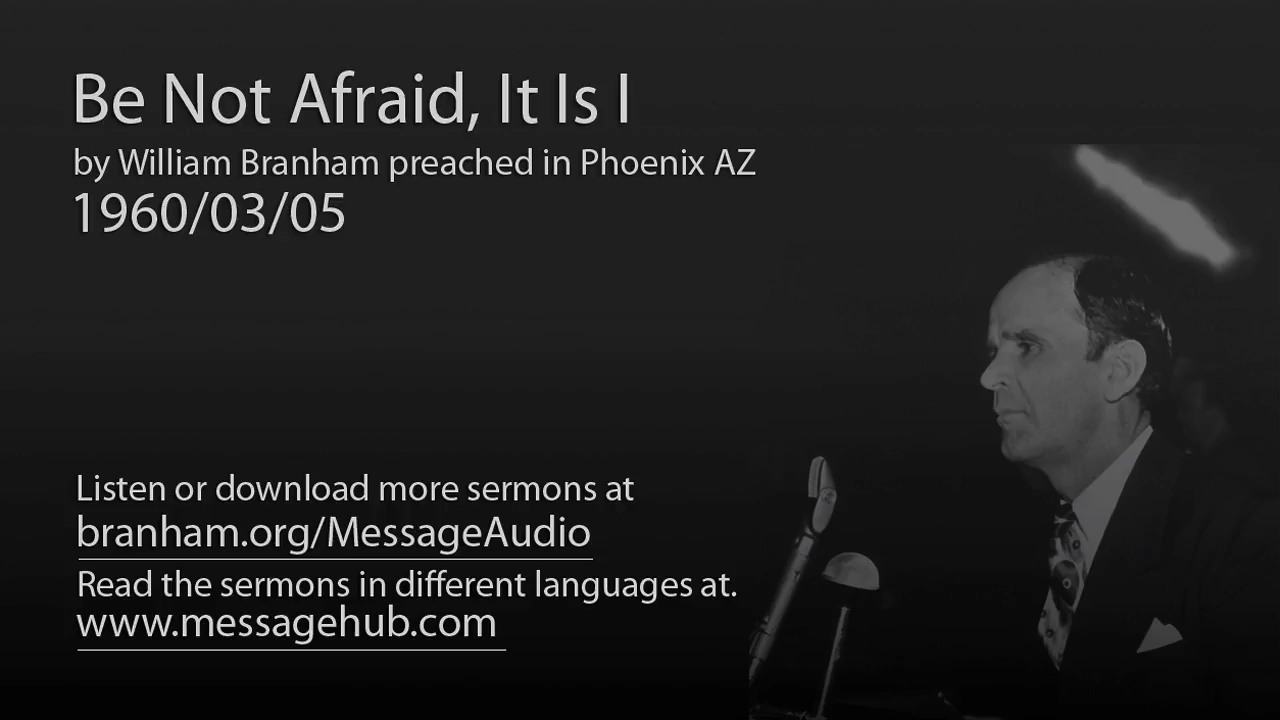 Be Not Afraid, It Is I
by William Branham preached in Phoenix AZ
1960/03/05
Listen or download more sermons at
branham.org/MessageAudio
Read the sermons in different languages at.
www.messagehub.com